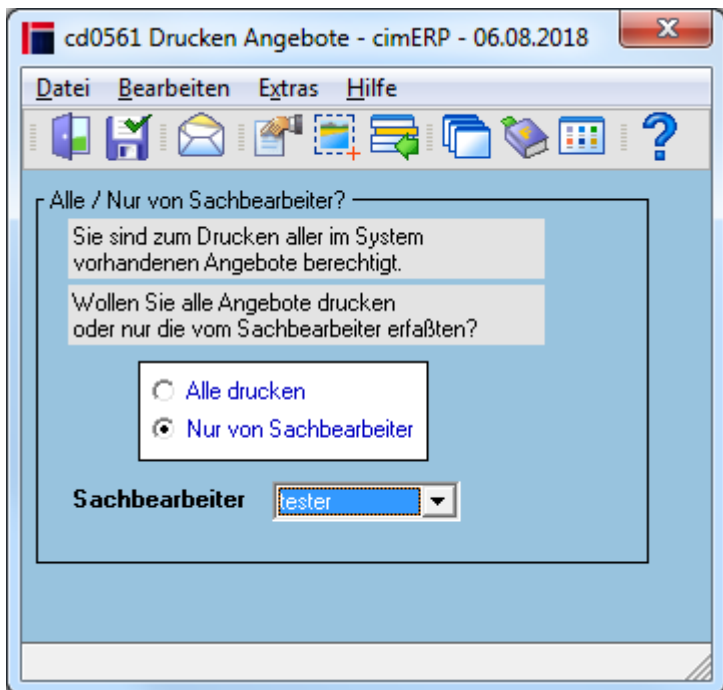 cd0561 Drucken Angebote - cimERP - 06.08.2018
Datei Bearbeiten Extras Hilfe
Alle / Nur von Sachbearbeiter?
Sie sind zum Drucken aller im System
vorhandenen Angebote berechtigt.
Wollen Sie alle Angebote drucken
oder nur die vom Sachbearbeiter erfaßten?
Alle drucken
Nur von Sachbearbeiter
Sachbearbeiter tester